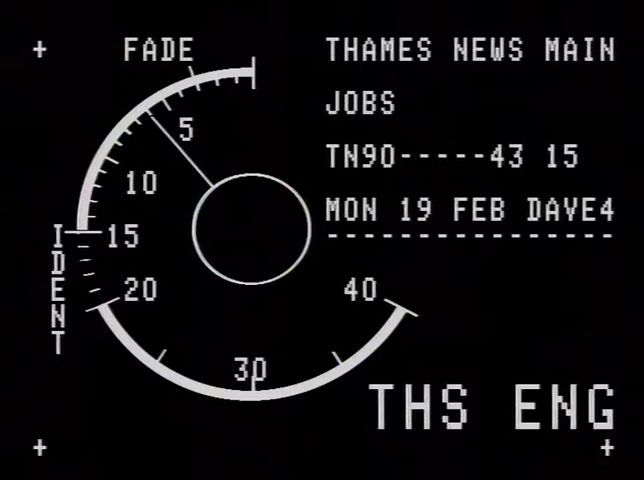 + FADE
THAMES NEWS MAIN
JOBS
TN90-----43 15
MON 19 FEB DAVE4
-----------------
5
10
15
20
30
40
IDENT
THS ENG
+ +